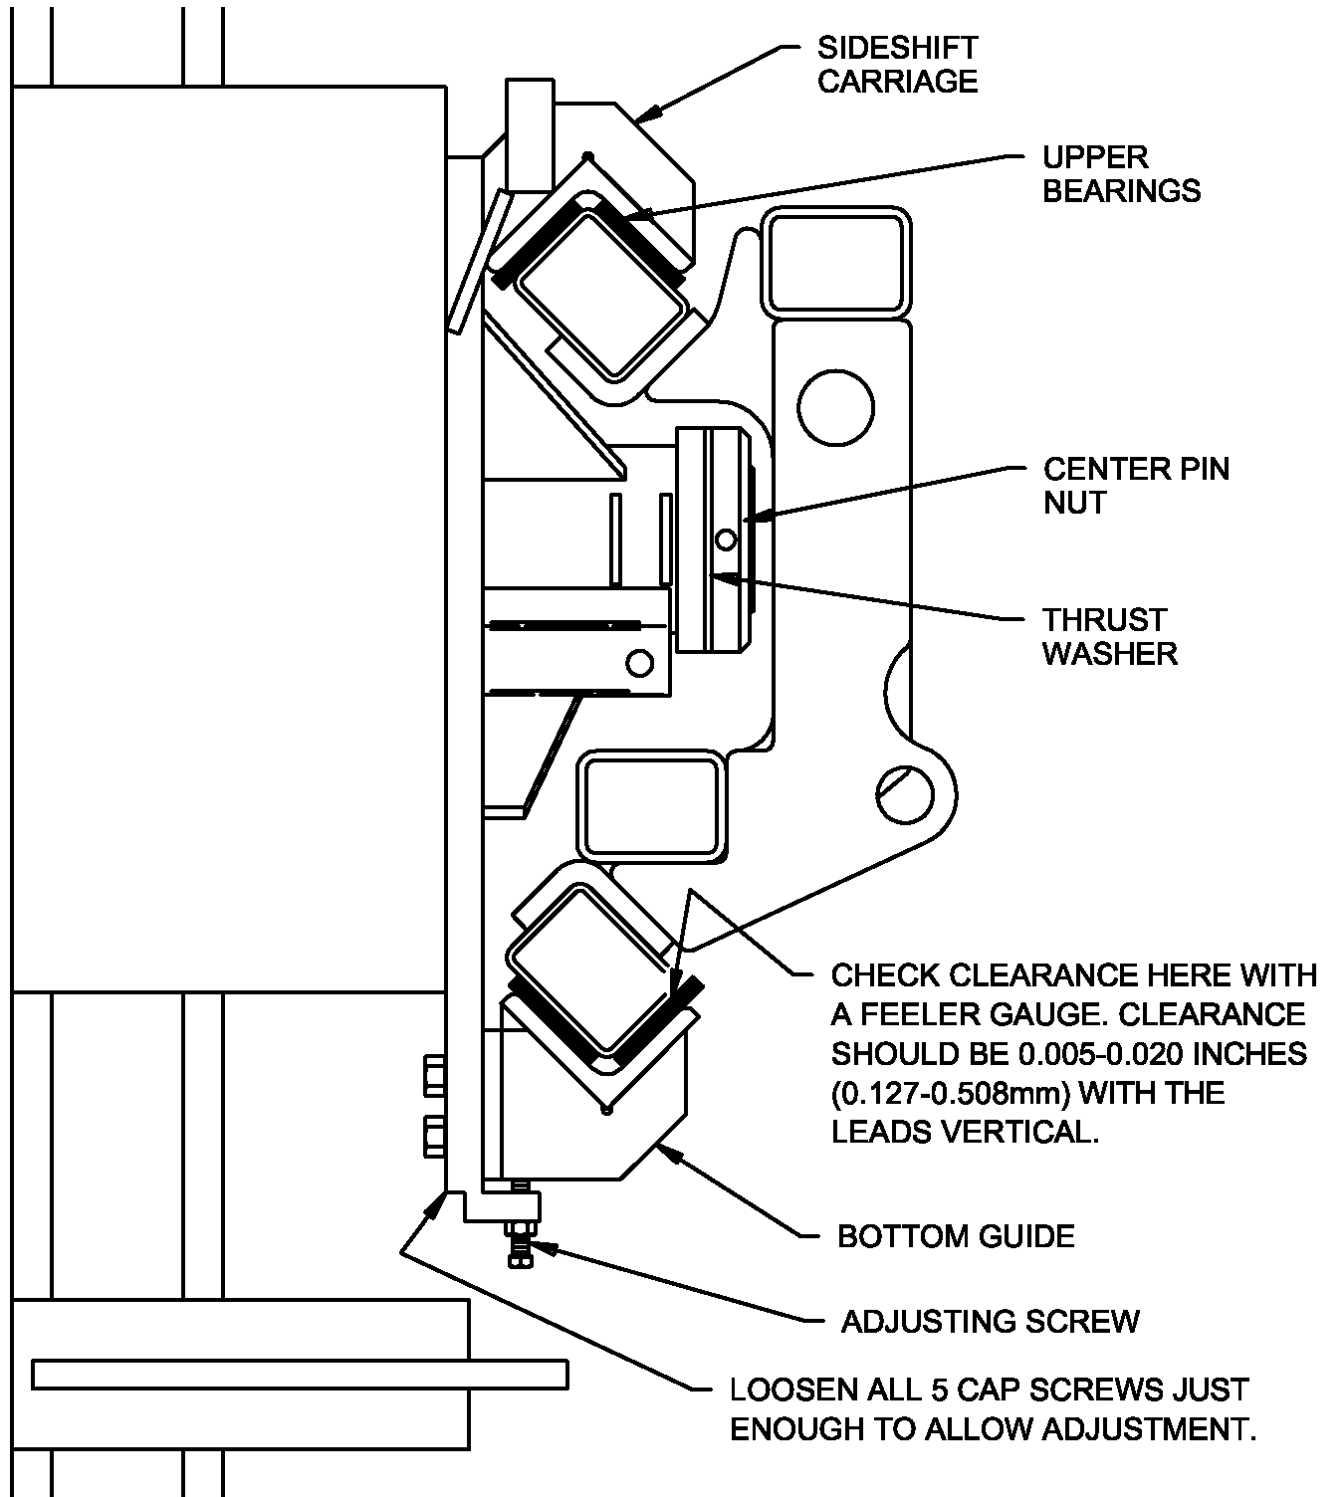 SIDESHIFT
CARRIAGE
UPPER
BEARINGS
CENTER PIN
NUT
THRUST
WASHER
CHECK CLEARANCE HERE WITH
A FEELER GAUGE. CLEARANCE
SHOULD BE 0.005-0.020 INCHES
(0.127-0.508mm) WITH THE
LEADS VERTICAL.
BOTTOM GUIDE
ADJUSTING SCREW
LOOSEN ALL 5 CAP SCREWS JUST
ENOUGH TO ALLOW ADJUSTMENT.